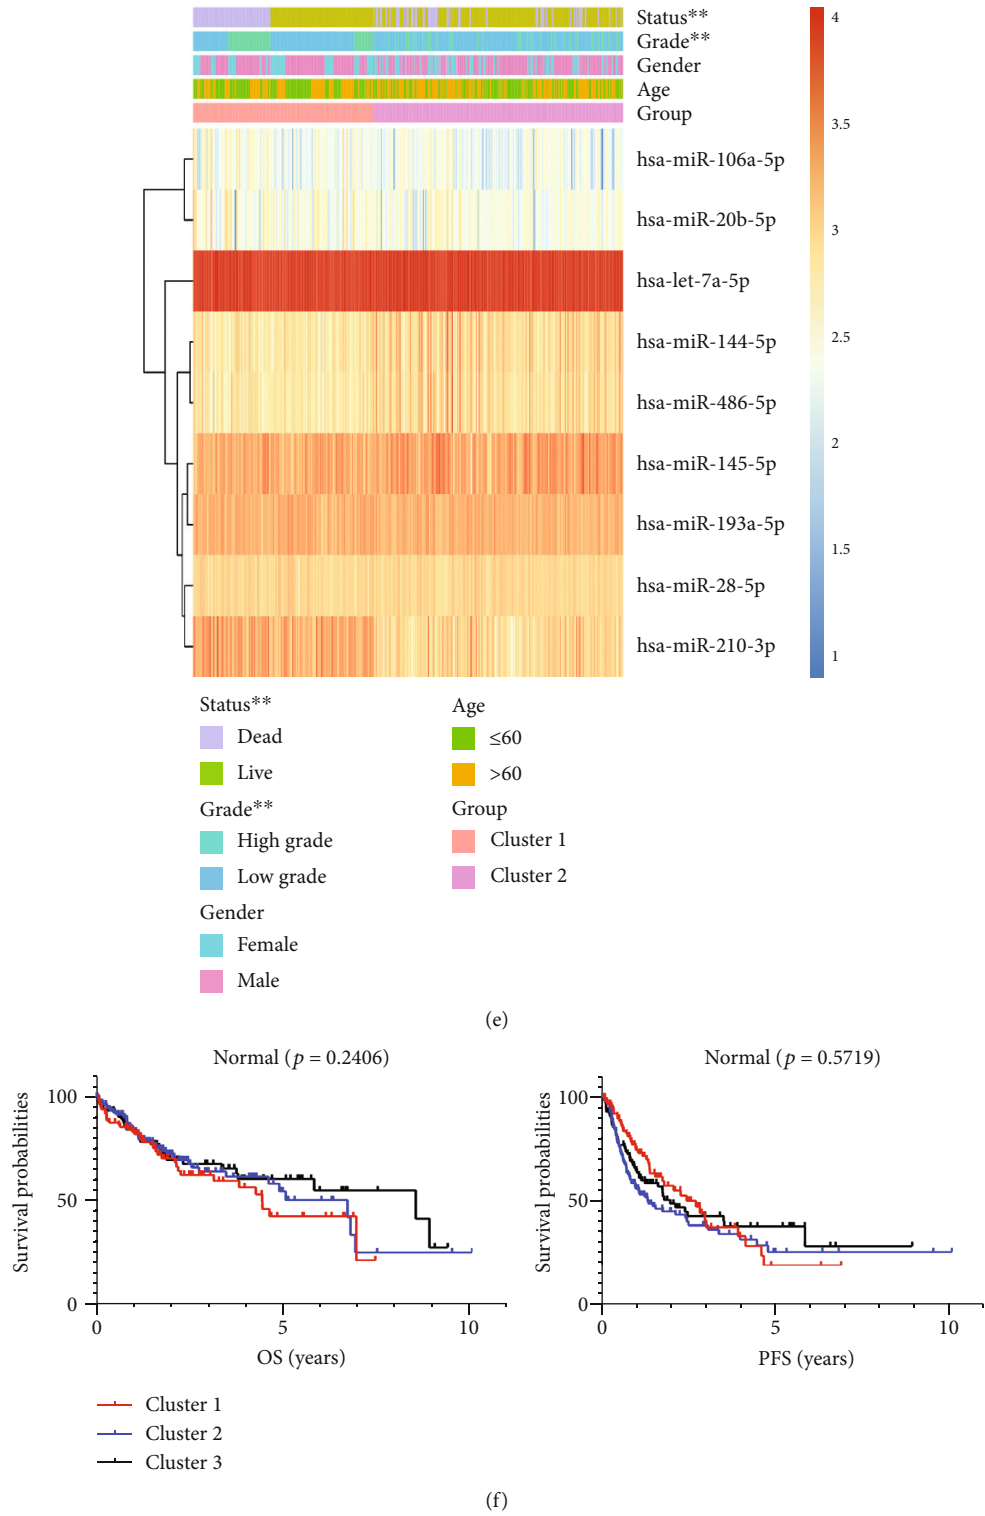 Status**
Grade**
Gender
Age
Group
hsa-miR-106a-5p
hsa-miR-20b-5p
hsa-let-7a-5p
hsa-miR-144-5p
hsa-miR-486-5p
hsa-miR-145-5p
hsa-miR-193a-5p
hsa-miR-28-5p
hsa-miR-210-3p
4
3.5
3
2.5
2
1.5
1
Status**
Dead
Live
Grade**
High grade
Low grade
Gender
Female
Male
Age
≤60
>60
Group
Cluster 1
Cluster 2
(e)
Normal (p = 0.2406)
Survival probabilities
100
50
0
0 5 10
OS (years)
Normal (p = 0.5719)
Survival probabilities
100
50
0
0 5 10
PFS (years)
Cluster 1
Cluster 2
Cluster 3
(f)